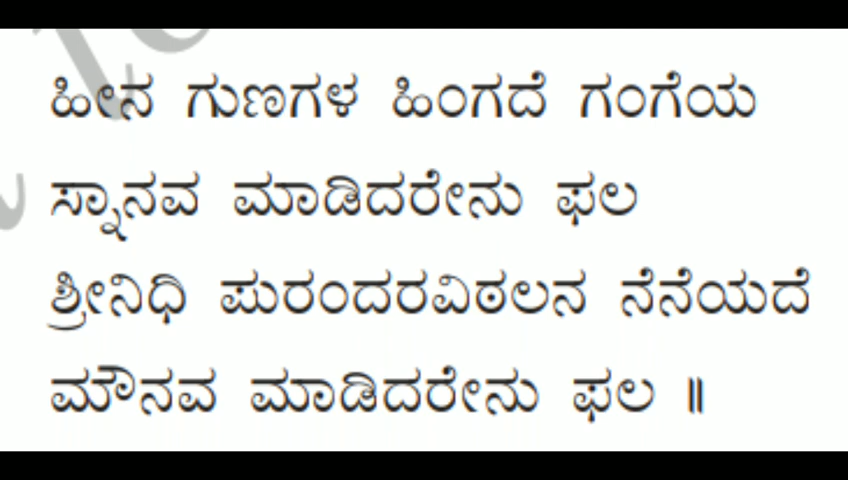 ಹೀನ ಗುಣಗಳ ಹಿಂಗದೆ ಗಂಗೆಯ
ಸ್ನಾನವ ಮಾಡಿದರೇನು ಫಲ
ಶ್ರೀನಿಧಿ ಪುರಂದರವಿಠಲನ ನೆನೆಯದೆ
ಮೌನವ ಮಾಡಿದರೇನು ಫಲ ॥